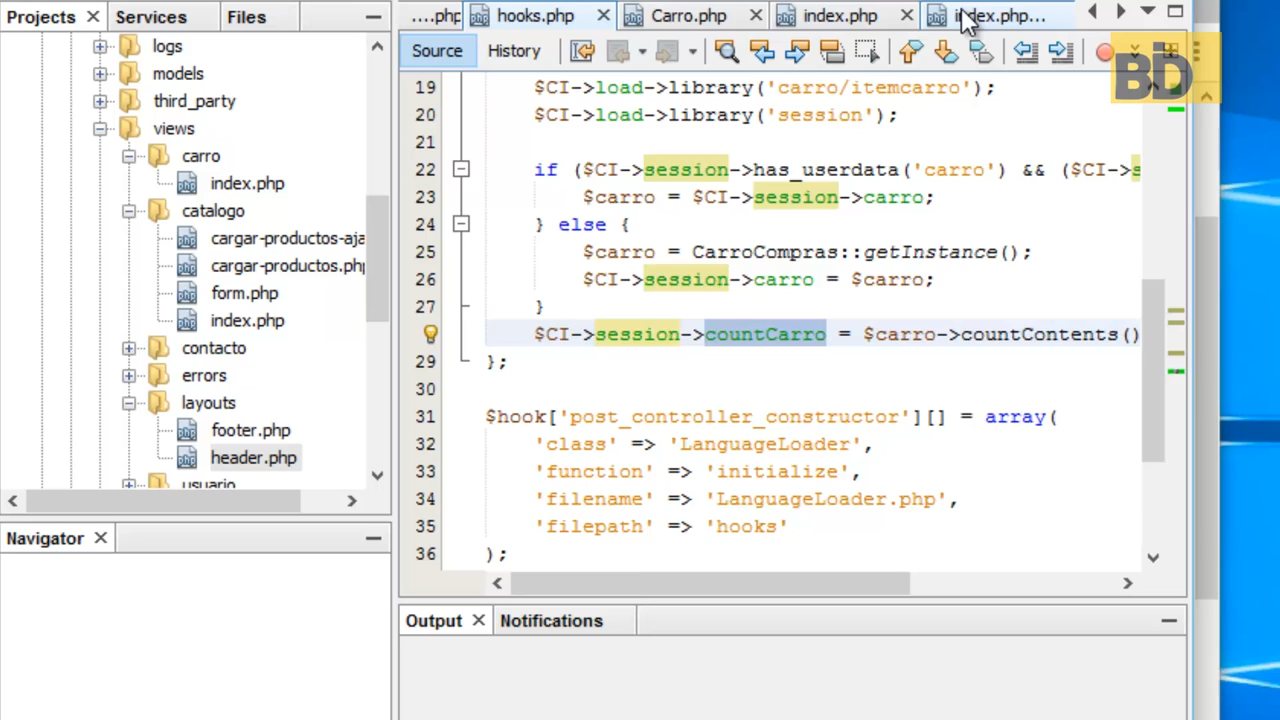 Projects
Services
Files
....php
hooks.php
Carro.php
index.php
index.php...
Source
History
BD
logs
models
third_party
views
carro
index.php
catalogo
cargar-productos-aja
cargar-productos.php
form.php
index.php
contacto
errors
layouts
footer.php
header.php
usuario
19 $CI->load->library('carro/itemcarro');
20 $CI->load->library('session');
21
22 if ($CI->session->has_userdata('carro') && ($CI->s
23 $carro = $CI->session->carro;
24 } else {
25 $carro = CarroCompras::getInstance();
26 $CI->session->carro = $carro;
27 }
$CI->session->countCarro = $carro->countContents()
29 };
30
31 $hook['post_controller_constructor'][] = array(
32 'class' => 'LanguageLoader',
33 'function' => 'initialize',
34 'filename' => 'LanguageLoader.php',
35 'filepath' => 'hooks'
36 );
Navigator
Output
Notifications